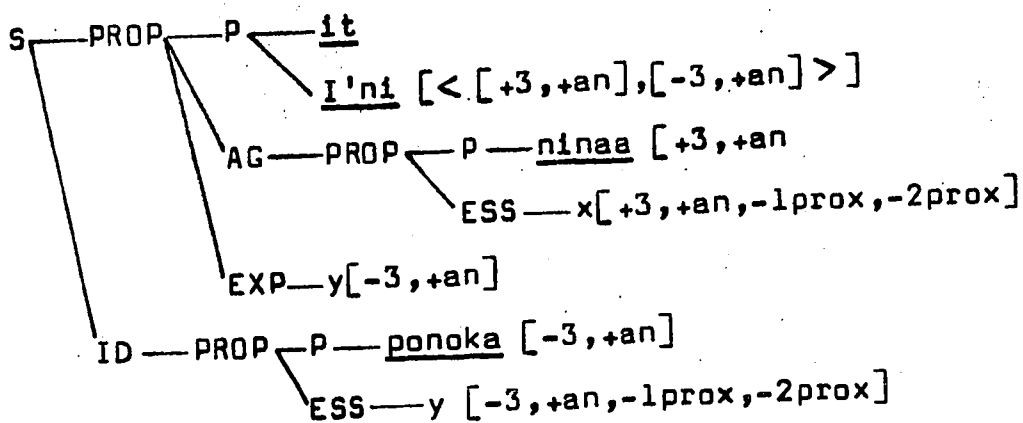 S PROP P it
I'ni [< [+3,+an],[-3,+an] > ]
AG PROP P ninaa [+3,+an
ESS x[+3,+an,-1prox,-2prox]
EXP y[-3,+an]
ID PROP P ponoka [-3,+an]
ESS y [-3,+an,-1prox,-2prox]